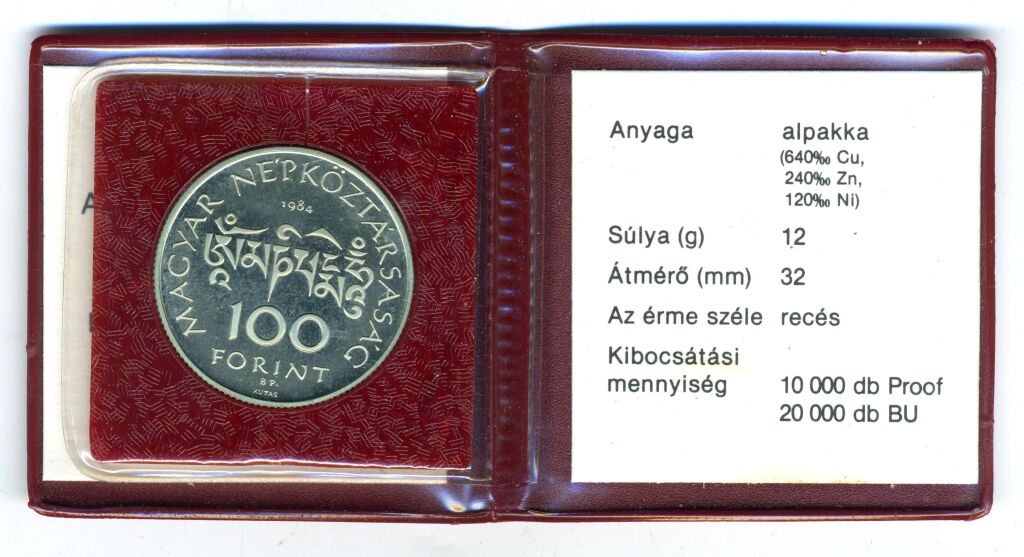 MAGYAR NÉPKÖZTÁRSASÁG
1984
ཨོཾ་མ་ཎི་པདྨེ་ཧཱུྃ
100
FORINT
BP.
KUTAS
Anyaga alpakka
(640‰ Cu,
240‰ Zn,
120‰ Ni)
Súlya (g) 12
Átmérő (mm) 32
Az érme széle recés
Kibocsátási
mennyiség 10 000 db Proof
20 000 db BU